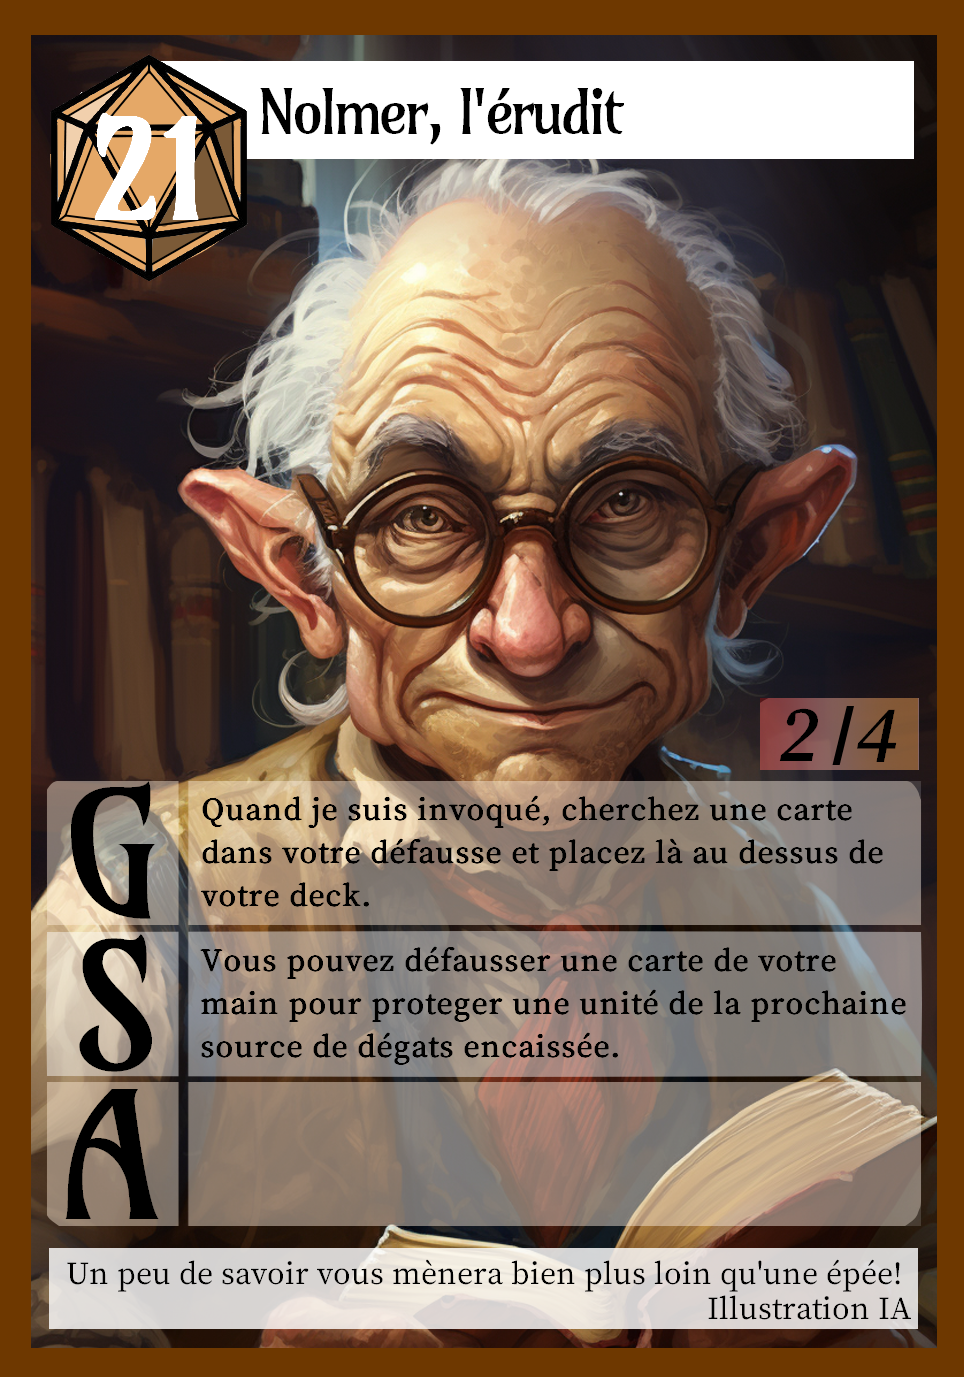 21
Nolmer, l'érudit
2/4
G
Quand je suis invoqué, cherchez une carte
dans votre défausse et placez là au dessus de
votre deck.
S
Vous pouvez défausser une carte de votre
main pour proteger une unité de la prochaine
source de dégats encaissée.
A
Un peu de savoir vous mènera bien plus loin qu'une épée!
Illustration IA